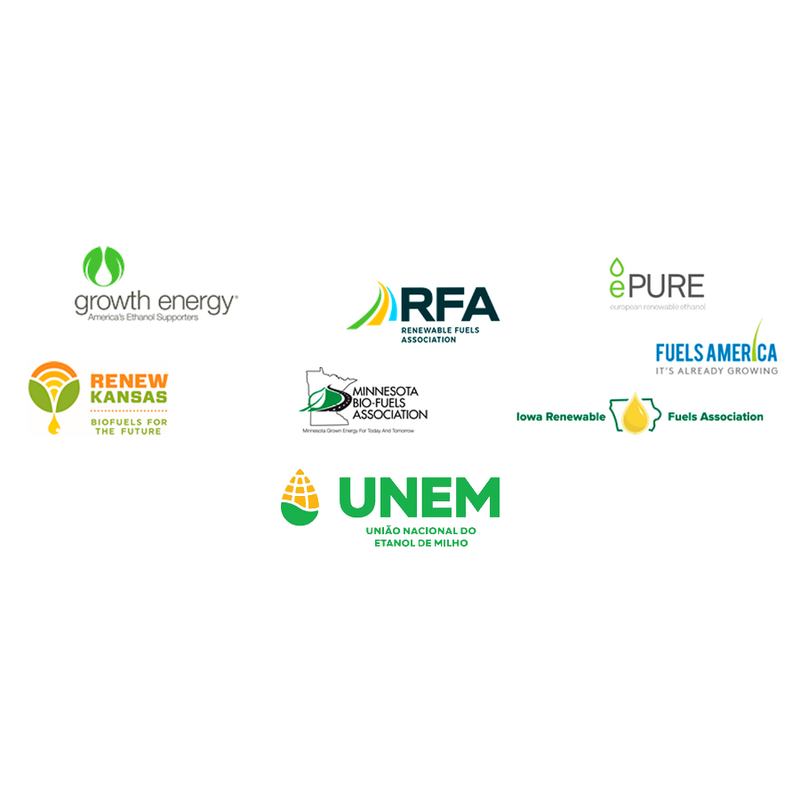 growth energy®
America's Ethanol Supporters
RFA
RENEWABLE FUELS
ASSOCIATION
ePURE
european renewable ethanol
FUELS AMERICA
IT'S ALREADY GROWING
RENEW
KANSAS
BIOFUELS FOR
THE FUTURE
MINNESOTA
BIO-FUELS
ASSOCIATION
Minnesota Grown Energy For Today And Tomorrow
Iowa Renewable Fuels Association
UNEM
UNIÃO NACIONAL DO
ETANOL DE MILHO